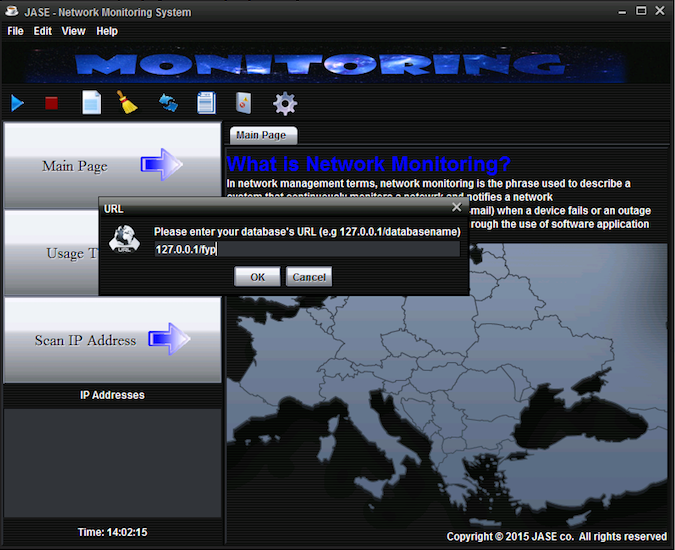 JASE - Network Monitoring System
File Edit View Help
MONITORING
Main Page
Main Page
What Is Network Monitoring?
In network management terms, network monitoring is the phrase used to describe a
system that continuously monitors a network and notifies a network
-mail) when a device fails or an outage
rough the use of software application
URL
Please enter your database's URL (e.g 127.0.0.1/databasename)
127.0.0.1/fyp
OK Cancel
Usage T
Scan IP Address
IP Addresses
Time: 14:02:15
Copyright © 2015 JASE co. All rights reserved